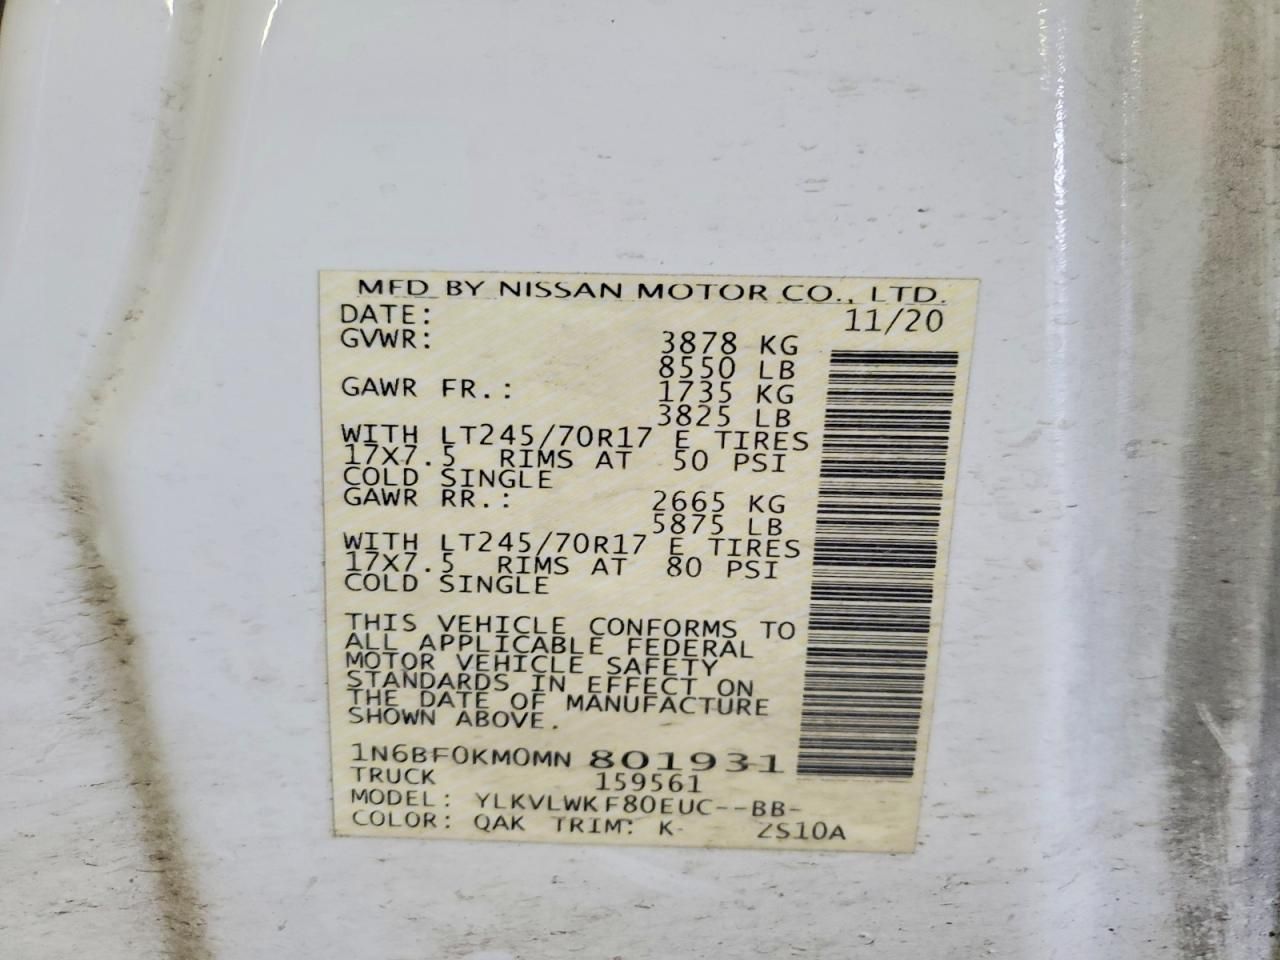 MFD BY NISSAN MOTOR CO., LTD.
DATE: 11/20
GVWR: 3878 KG
8550 LB
GAWR FR.: 1735 KG
3825 LB
WITH LT245/70R17 E TIRES
17X7.5 RIMS AT 50 PSI
COLD SINGLE
GAWR RR.: 2665 KG
5875 LB
WITH LT245/70R17 E TIRES
17X7.5 RIMS AT 80 PSI
COLD SINGLE
THIS VEHICLE CONFORMS TO
ALL APPLICABLE FEDERAL
MOTOR VEHICLE SAFETY
STANDARDS IN EFFECT ON
THE DATE OF MANUFACTURE
SHOWN ABOVE.
1N6BF0KM0MN 801931
TRUCK 159561
MODEL: YLKVLWKF80EUC--BB-
COLOR: QAK TRIM: K- ZS10A